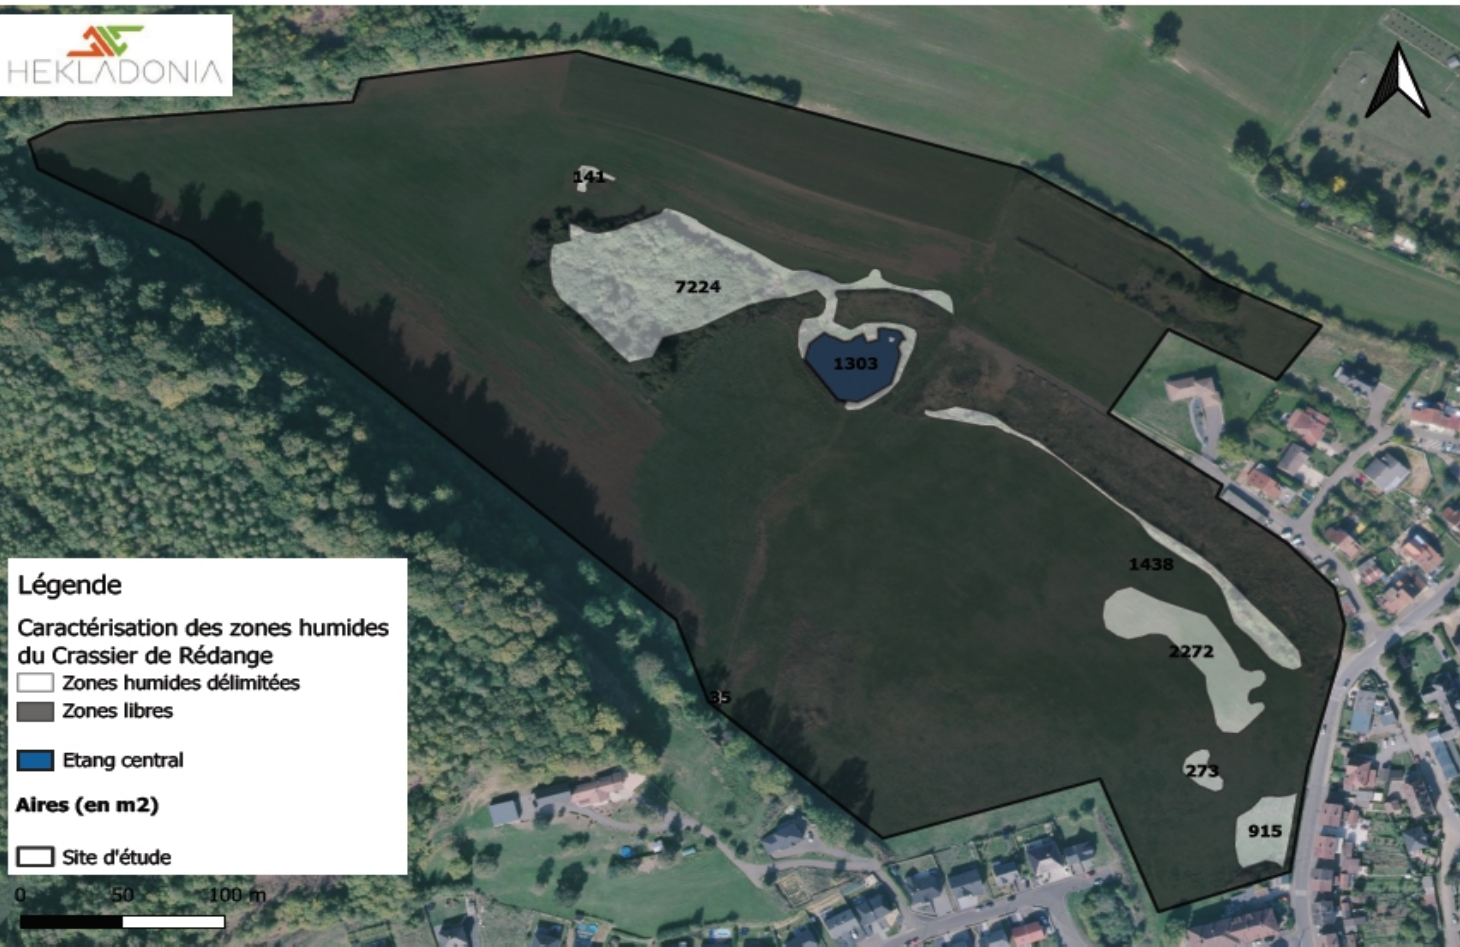 HEKLADONIA
141
7224
1303
1438
2272
35
273
915
Légende
Caractérisation des zones humides
du Crassier de Rédange
Zones humides délimitées
Zones libres
Etang central
Aires (en m2)
Site d'étude
0 50 100 m